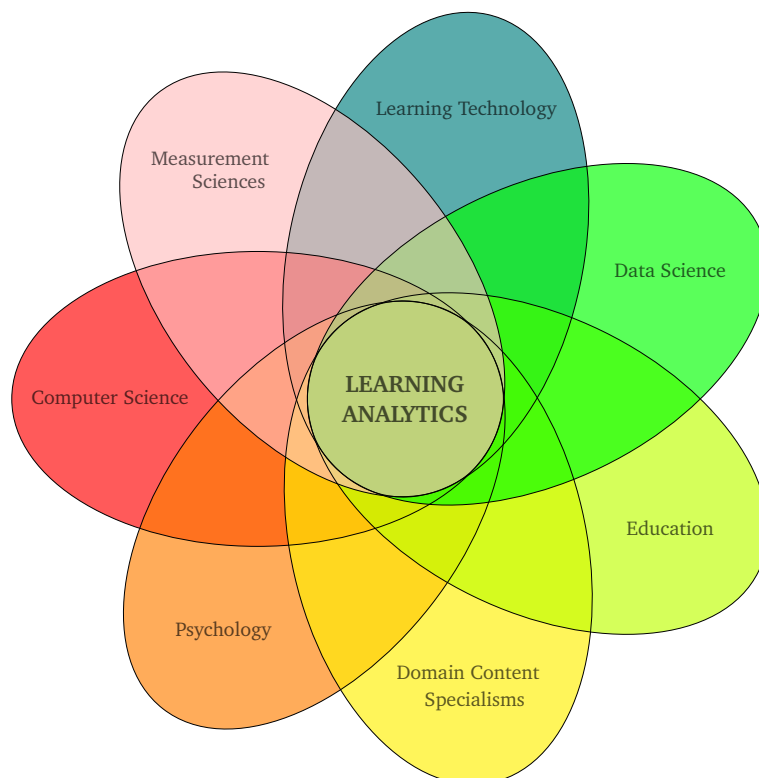 Learning Technology
Measurement
Sciences
Data Science
LEARNING
ANALYTICS
Computer Science
Education
Psychology
Domain Content
Specialisms